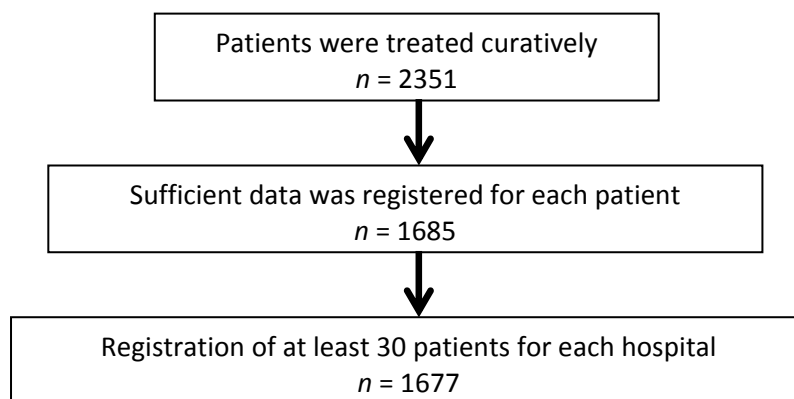 Patients were treated curatively
n = 2351
Sufficient data was registered for each patient
n = 1685
Registration of at least 30 patients for each hospital
n = 1677